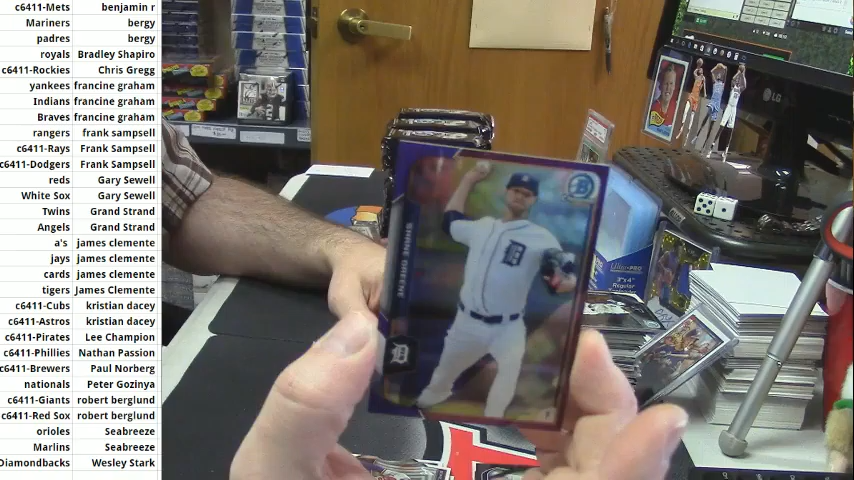 c6411-Mets benjamin r
Mariners bergy
padres bergy
royals Bradley Shapiro
c6411-Rockies Chris Gregg
yankees francine graham
Indians francine graham
Braves francine graham
rangers frank sampsell
c6411-Rays Frank Sampsell
c6411-Dodgers Frank Sampsell
reds Gary Sewell
White Sox Gary Sewell
Twins Grand Strand
Angels Grand Strand
a's james clemente
jays james clemente
cards james clemente
tigers James Clemente
c6411-Cubs kristian dacey
c6411-Astros kristian dacey
c6411-Pirates Lee Champion
c6411-Phillies Nathan Passion
c6411-Brewers Paul Norberg
nationals Peter Gozinya
c6411-Giants robert berglund
c6411-Red Sox robert berglund
orioles Seabreeze
Marlins Seabreeze
Diamondbacks Wesley Stark
SHANE GREENE
LG
Ultra PRO
3"x4"
Regular